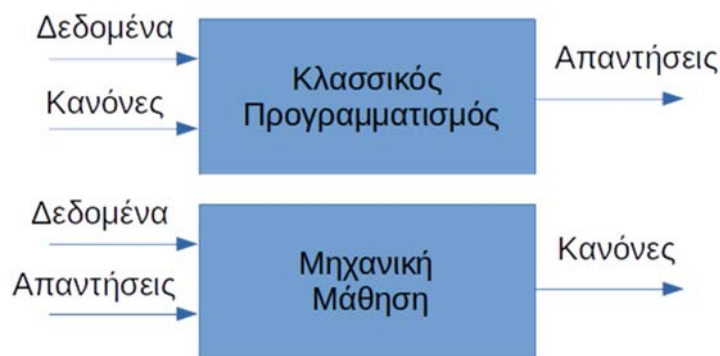 Δεδομένα
Κανόνες
Κλασσικός
Προγραμματισμός
Απαντήσεις
Δεδομένα
Απαντήσεις
Μηχανική
Μάθηση
Κανόνες